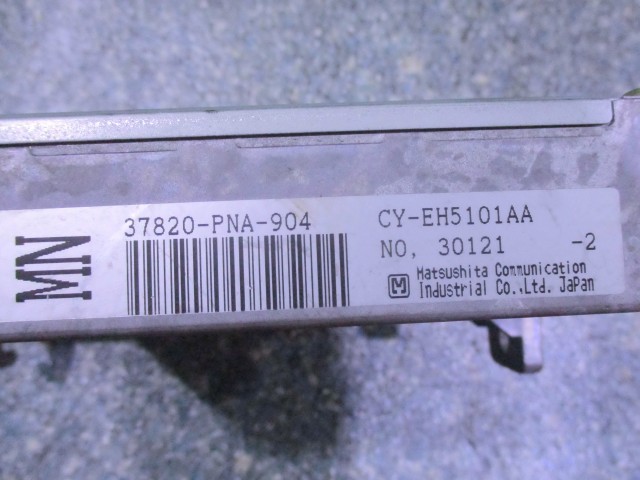 MN
37820-PNA-904
CY-EH5101AA
NO, 30121 -2
M Matsushita Communication
Industrial Co.,Ltd. JaPan